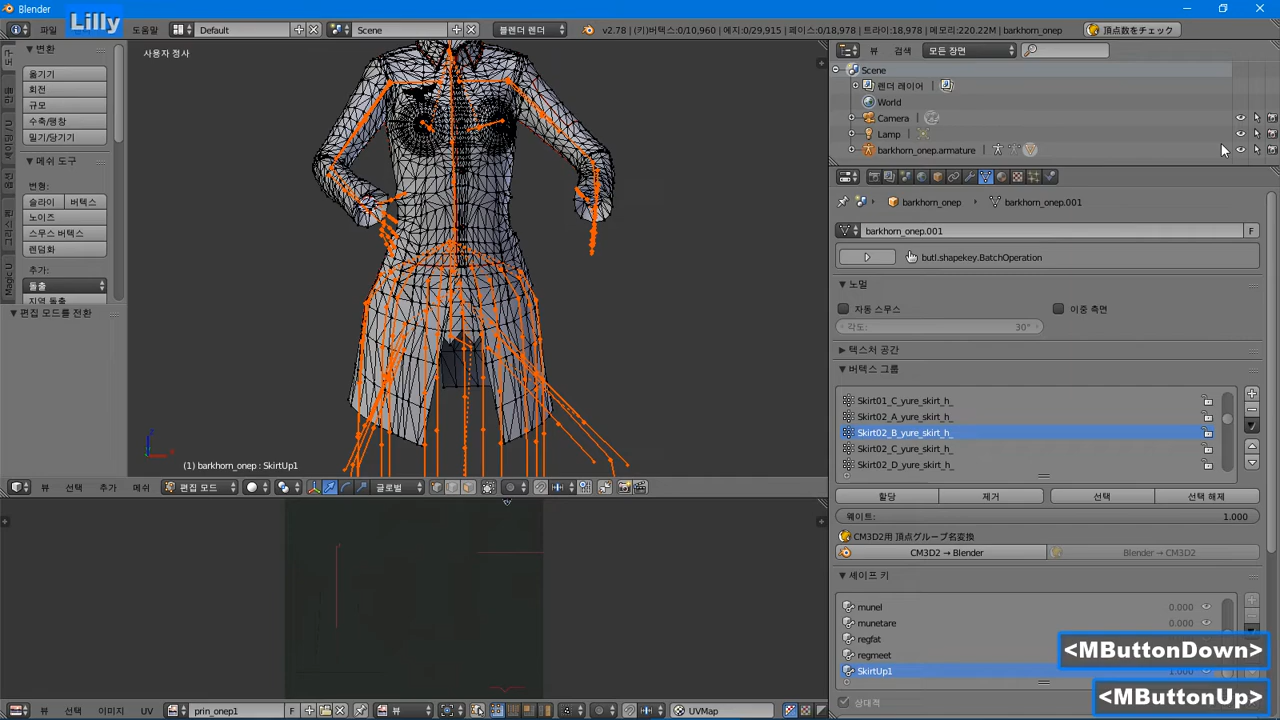 Blender
파일
Lilly
도움말
Default
Scene
블렌더 렌더
v2.78 | (키)버텍스:0/10,960 | 에지:0/29,915 | 페이스:0/18,978 | 트라이:18,978 | 메모리:220.22M | barkhorn_onep
頂点数をチェック
변환
옮기기
회전
규모
수축/팽창
밀기/당기기
메쉬 도구
변형:
슬라이
버텍스
노이즈
스무스 버텍스
렌덤화
추가:
돌출
지역 돌출
편집 모드를 전환
사용자 정사
(1) barkhorn_onep : SkirtUp1
뷰
선택
추가
메쉬
편집 모드
글로벌
뷰
검색
모든 장면
Scene
렌더 레이어
World
Camera
Lamp
barkhorn_onep.armature
barkhorn_onep
barkhorn_onep.001
barkhorn_onep.001
F
butl.shapekey.BatchOperation
노멀
자동 스무스
이중 측면
각도:
30°
텍스처 공간
버텍스 그룹
Skirt01_C_yure_skirt_h_
Skirt02_A_yure_skirt_h_
Skirt02_B_yure_skirt_h_
Skirt02_C_yure_skirt_h_
Skirt02_D_yure_skirt_h_
할당
제거
선택
선택 해제
웨이트:
1.000
CM3D2用 頂点グループ名変換
CM3D2 → Blender
Blender → CM3D2
셰이프 키
munel
0.000
munetare
0.000
regfat
regmeet
SkirtUp1
상대적
<MButtonDown>
<MButtonUp>
뷰
선택
이미지
UV
prin_onep1
F
뷰
UVMap